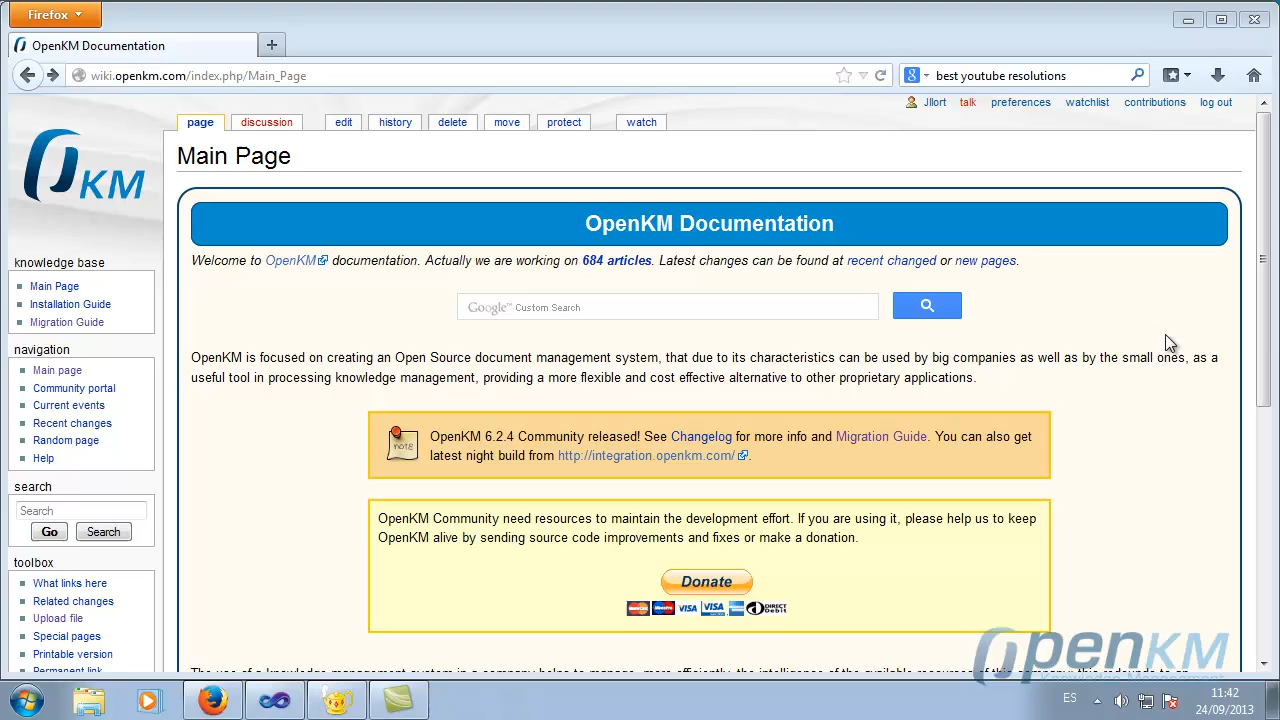 Firefox
OpenKM Documentation
wiki.openkm.com/index.php/Main_Page
best youtube resolutions
Jllort talk preferences watchlist contributions log out
page discussion edit history delete move protect watch
KM
Main Page
OpenKM Documentation
Welcome to OpenKM documentation. Actually we are working on 684 articles. Latest changes can be found at recent changed or new pages.
Google™ Custom Search
OpenKM is focused on creating an Open Source document management system, that due to its characteristics can be used by big companies as well as by the small ones, as a
useful tool in processing knowledge management, providing a more flexible and cost effective alternative to other proprietary applications.
note
OpenKM 6.2.4 Community released! See Changelog for more info and Migration Guide. You can also get
latest night build from http://integration.openkm.com/.
OpenKM Community need resources to maintain the development effort. If you are using it, please help us to keep
OpenKM alive by sending source code improvements and fixes or make a donation.
Donate
VISA VISA DIRECT Debit
knowledge base
Main Page
Installation Guide
Migration Guide
navigation
Main page
Community portal
Current events
Recent changes
Random page
Help
search
Search
Go Search
toolbox
What links here
Related changes
Upload file
Special pages
Printable version
Permanent link
OpenKM
Knowledge Management
ES
11:42
24/09/2013